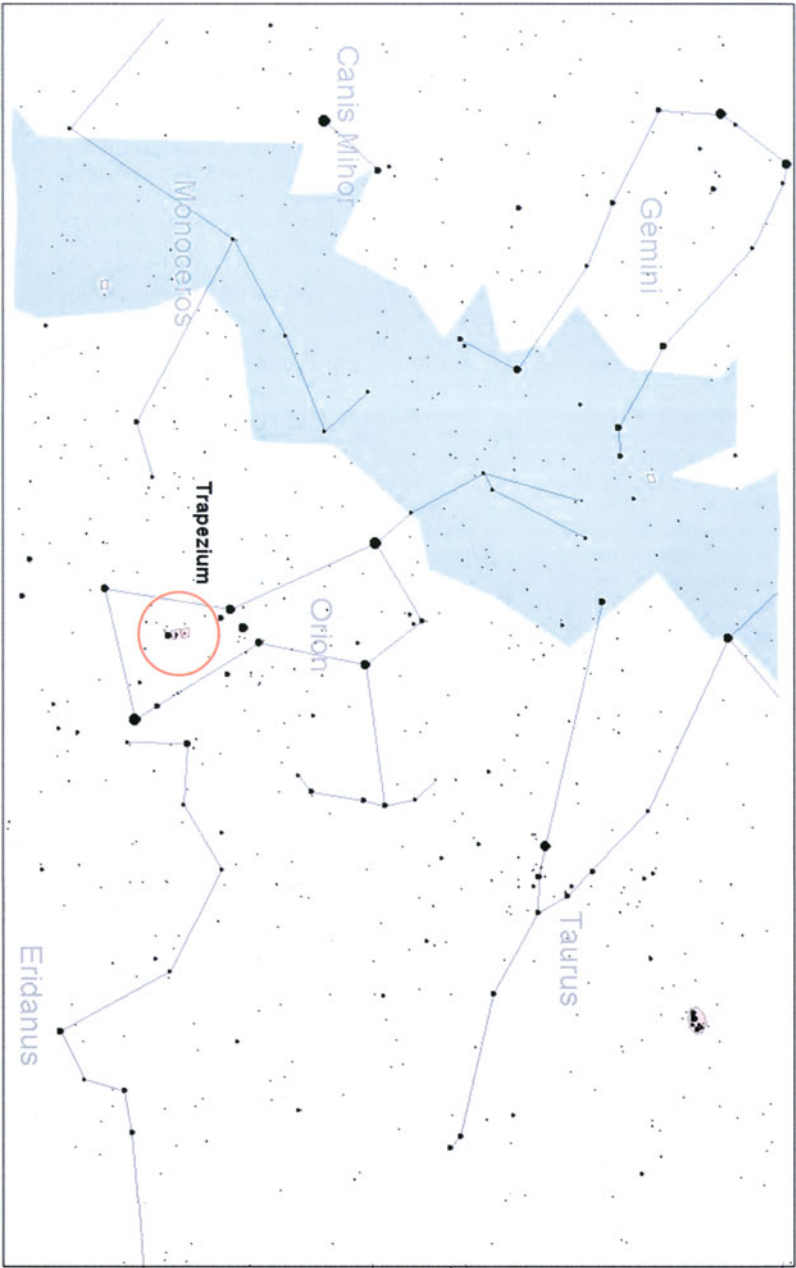 Gemini
Canis Minor
Monoceros
Taurus
Orion
Trapezium
Eridanus